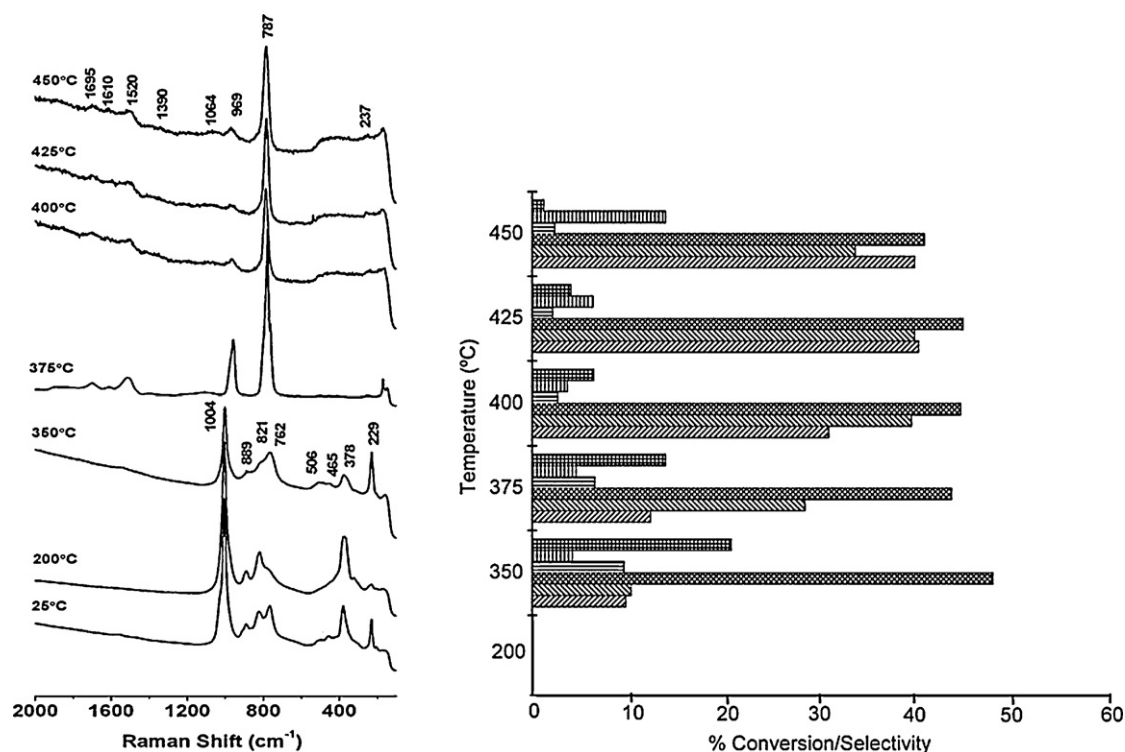 787
450°C
1695
1610
1520
1390
1064
969
237
425°C
400°C
375°C
1004
350°C
889
821
762
506
465
378
229
200°C
25°C
2000 1600 1200 800 400
Raman Shift (cm⁻¹)
Temperature (ºC)
450
425
400
375
350
200
0 10 20 30 40 50 60
% Conversion/Selectivity